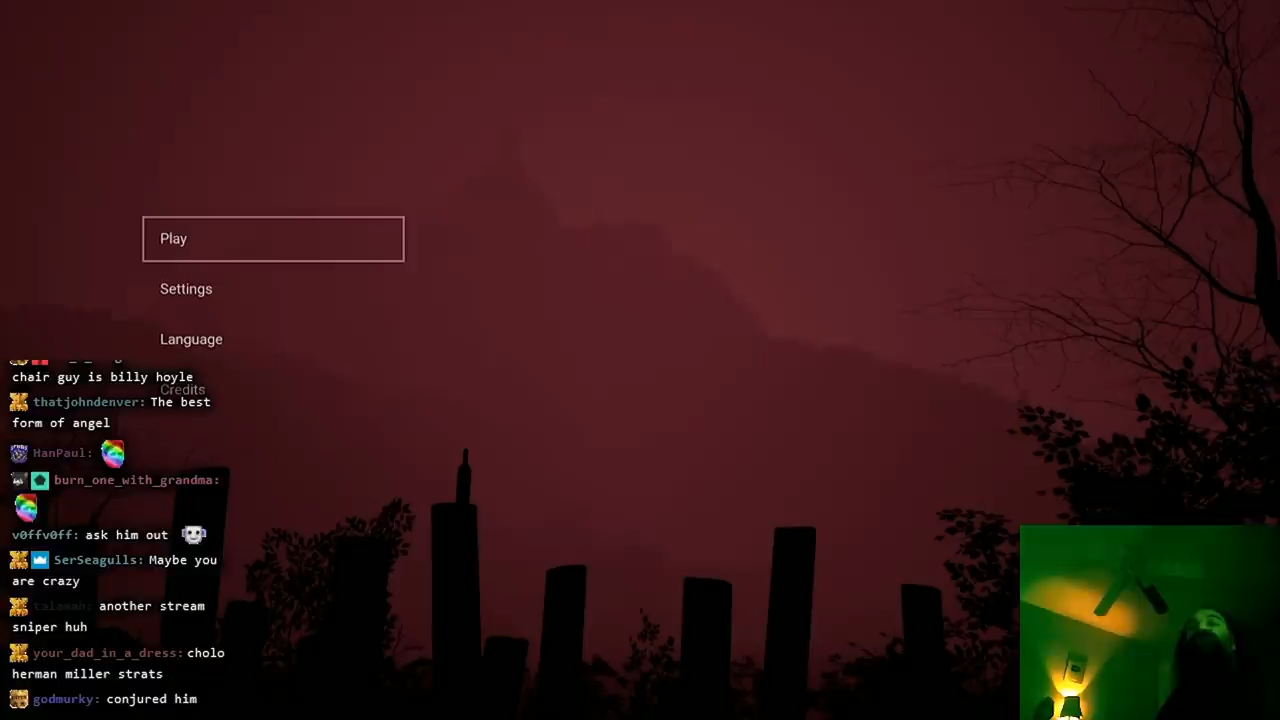 Play
Settings
Language
Credits
chair guy is billy hoyle
thatjohndenver: The best
form of angel
HanPaul:
burn_one_with_grandma:
v0ffv0ff: ask him out
SerSeagulls: Maybe you
are crazy
talamah: another stream
sniper huh
your_dad_in_a_dress: cholo
herman miller strats
godmurky: conjured him